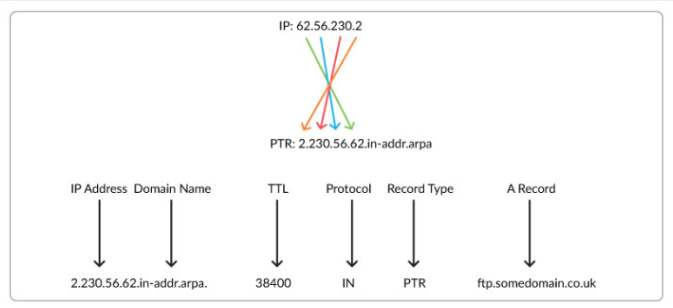 IP: 62.56.230.2
PTR: 2.230.56.62.in-addr.arpa
IP Address Domain Name TTL Protocol Record Type A Record
2.230.56.62.in-addr.arpa. 38400 IN PTR ftp.somedomain.co.uk